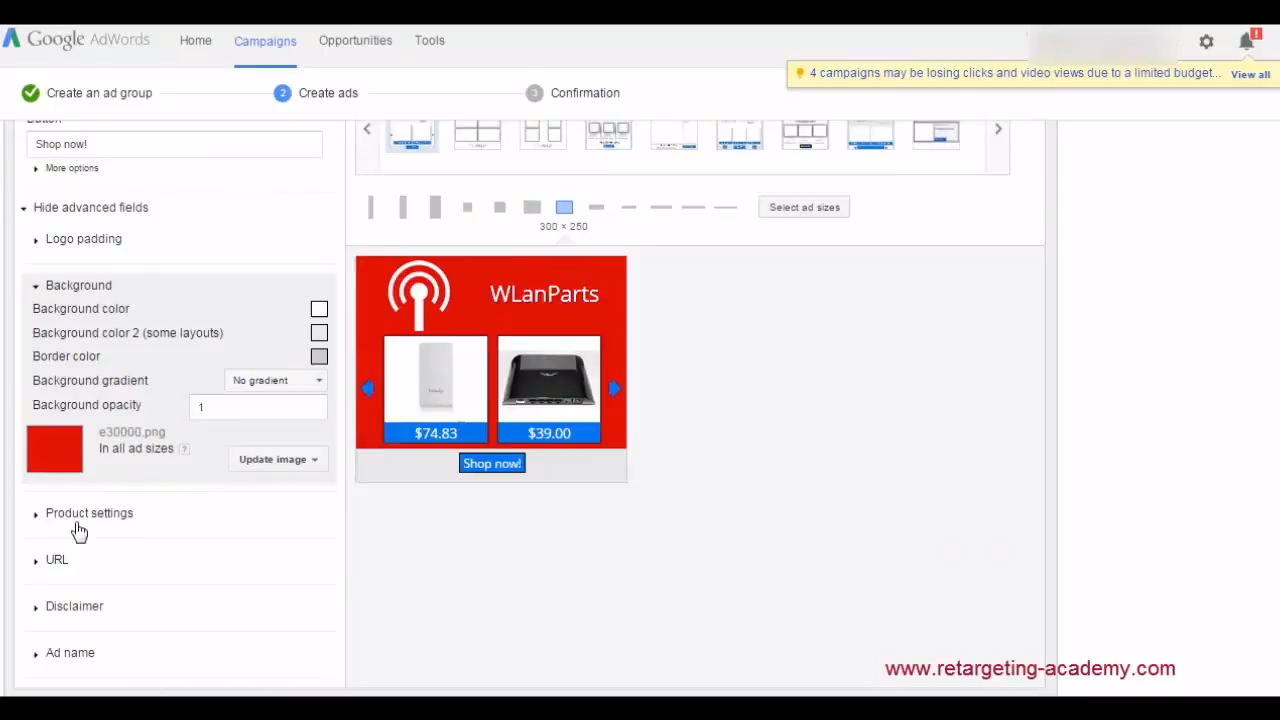 Google AdWords
Home
Campaigns
Opportunities
Tools
!
4 campaigns may be losing clicks and video views due to a limited budget...
View all
Create an ad group
2
Create ads
3
Confirmation
Button
Shop now!
More options
Hide advanced fields
Logo padding
Background
Background color
Background color 2 (some layouts)
Border color
Background gradient
No gradient
Background opacity
1
e30000.png
In all ad sizes ?
Update image
Product settings
URL
Disclaimer
Ad name
Select ad sizes
300 × 250
WLanParts
$74.83
$39.00
Shop now!
www.retargeting-academy.com